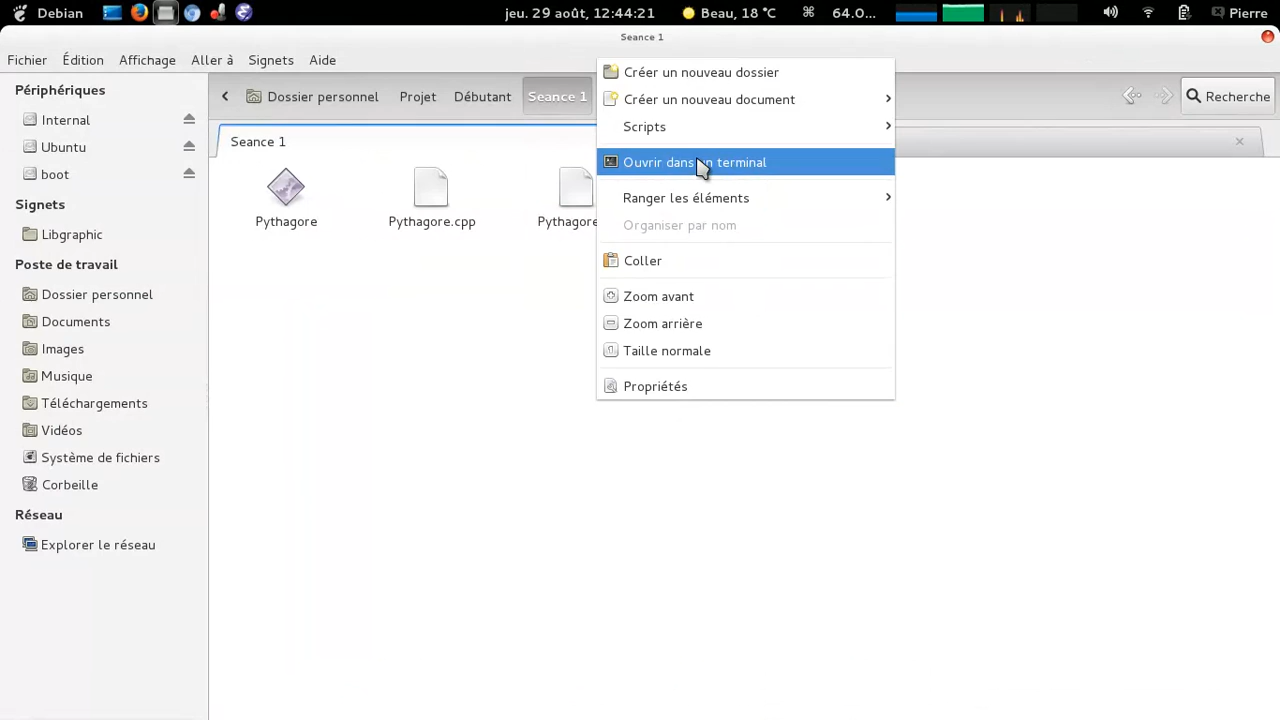 Debian jeu. 29 août, 12:44:21 Beau, 18 °C 64.0... Pierre
Seance 1
Fichier Édition Affichage Aller à Signets Aide
Périphériques
Internal
Ubuntu
boot
Signets
Libgraphic
Poste de travail
Dossier personnel
Documents
Images
Musique
Téléchargements
Vidéos
Système de fichiers
Corbeille
Réseau
Explorer le réseau
Dossier personnel Projet Débutant Seance 1 Recherche
Seance 1
Pythagore Pythagore.cpp
Créer un nouveau dossier
Créer un nouveau document
Scripts
Ouvrir dans un terminal
Ranger les éléments
Organiser par nom
Coller
Zoom avant
Zoom arrière
Taille normale
Propriétés